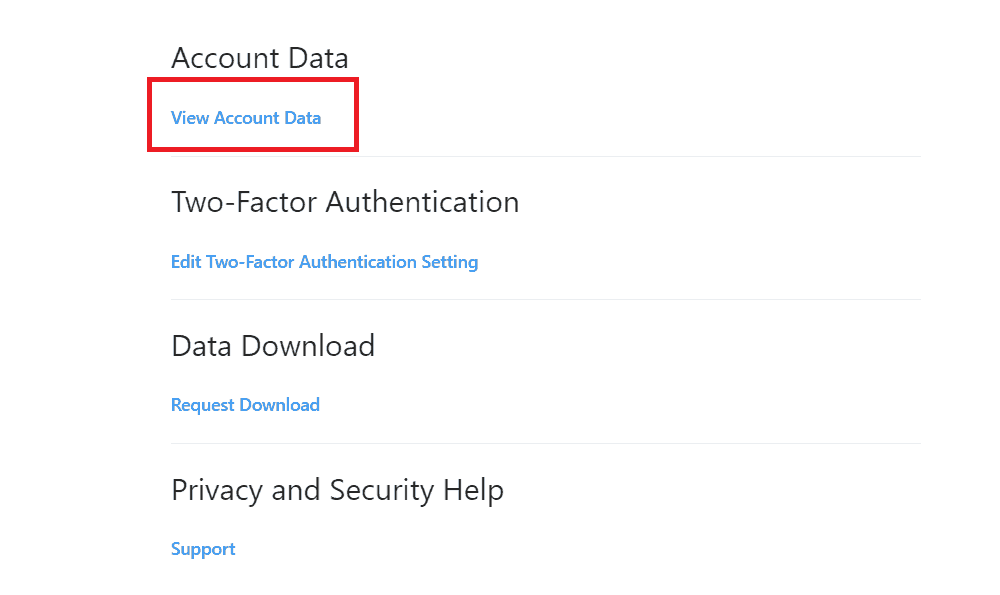 Account Data
View Account Data
Two-Factor Authentication
Edit Two-Factor Authentication Setting
Data Download
Request Download
Privacy and Security Help
Support